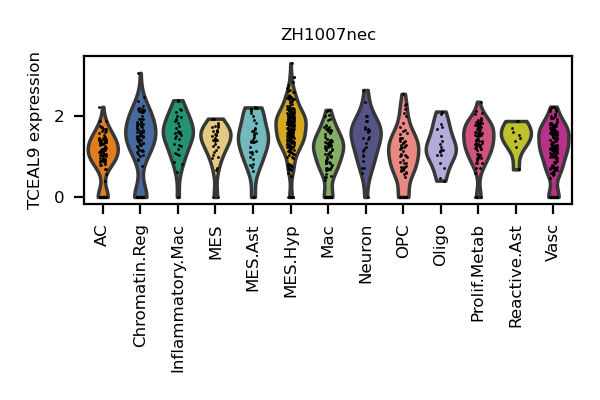 ZH1007nec
TCEAL9 expression
2
0
AC
Chromatin.Reg
Inflammatory.Mac
MES
MES.Ast
MES.Hyp
Mac
Neuron
OPC
Oligo
Prolif.Metab
Reactive.Ast
Vasc